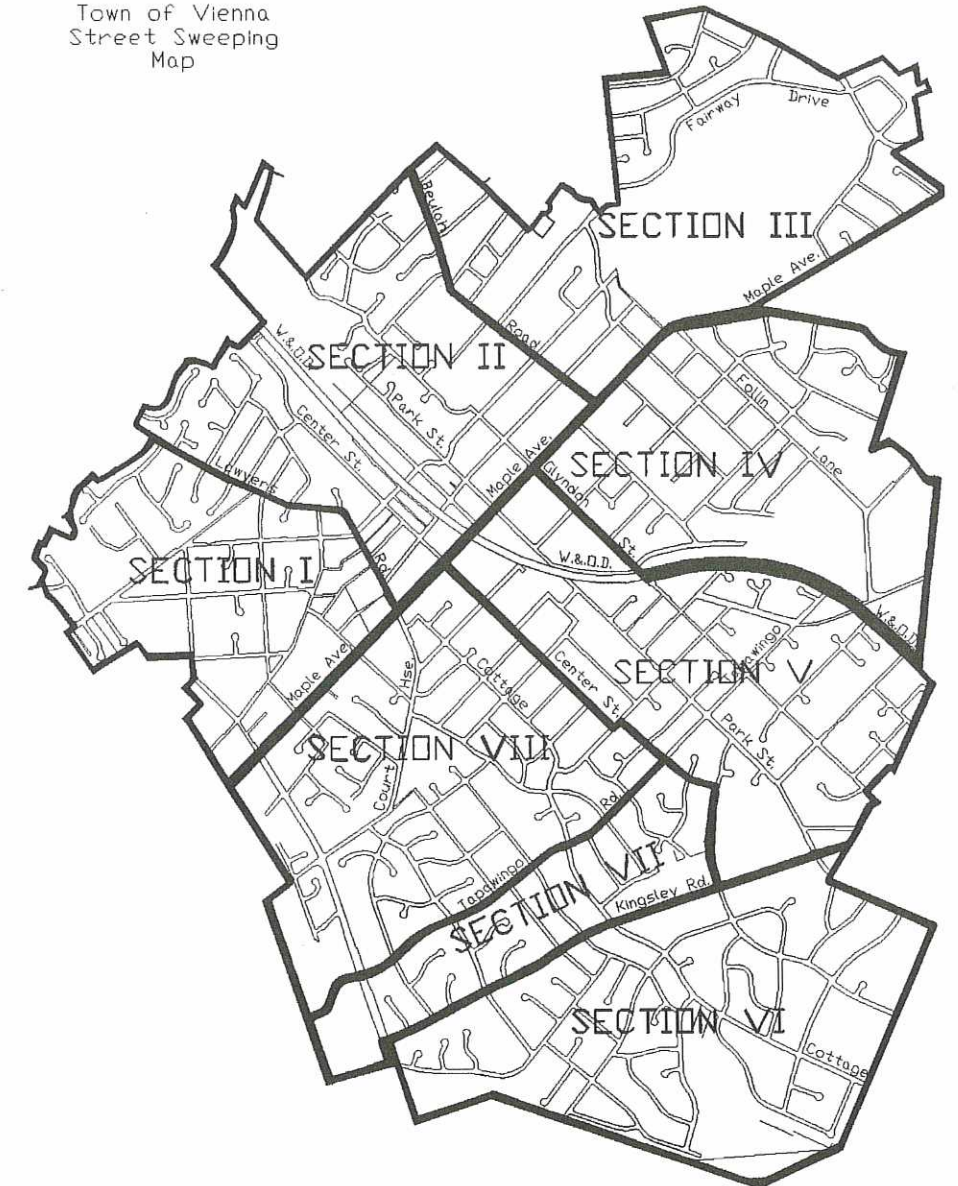 Town of Vienna
Street Sweeping
Map
Fairway
Drive
SECTION III
Maple Ave.
Beulah
Road
W.&O.D.
SECTION II
Park St.
Center
St.
Follin
Lane
Maple Ave.
SECTION IV
Glyndon
St.
Lawyers
Rd
W.&O.D.
SECTION I
W.&O.D.
Maple Ave.
Hse
Court
Cottage
Center St
SECTION V
Park St.
SECTION VIII
Rd.
Tapawingo
SECTION VII
Kingsley Rd.
SECTION VI
Cottage